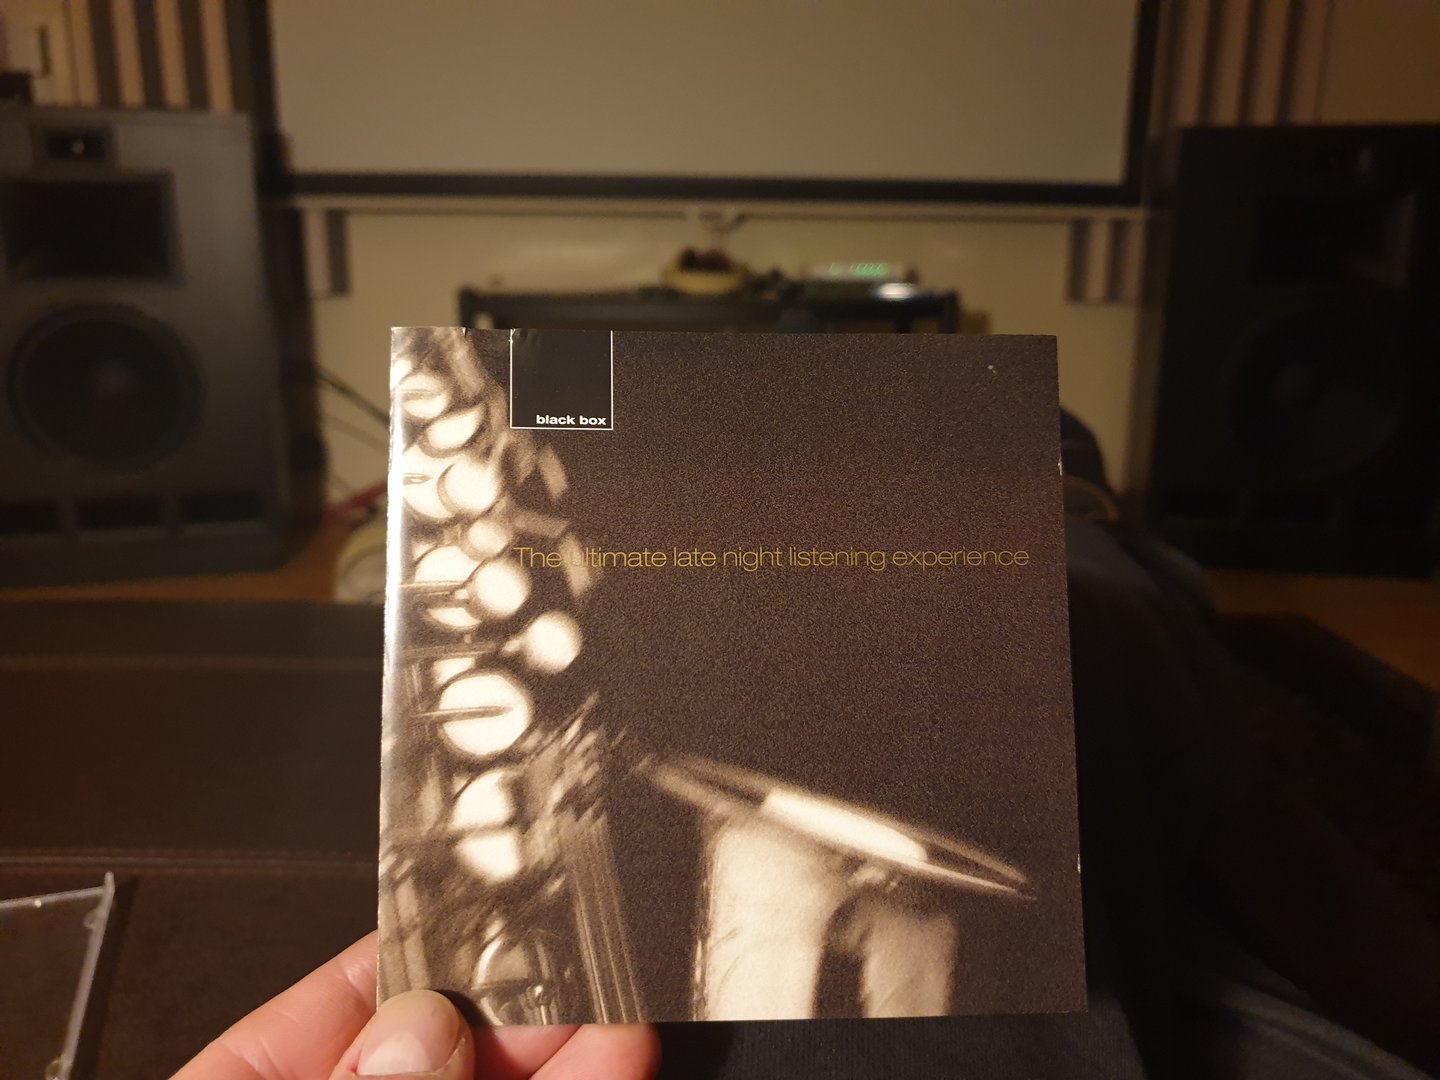 black box
The ultimate late night listening experience